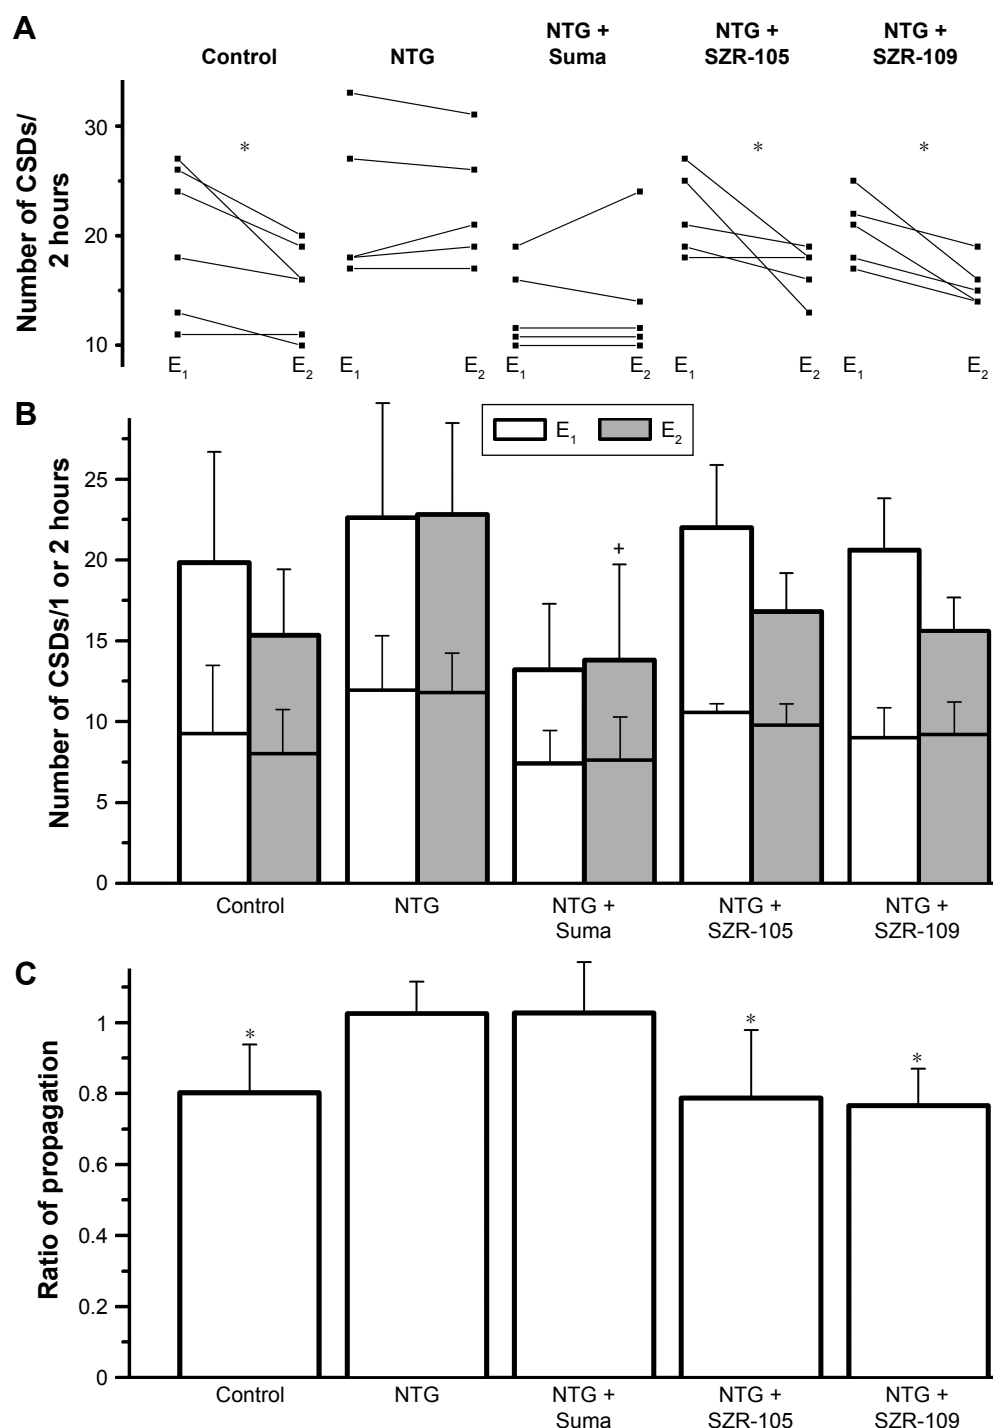 A
Control
NTG
NTG +
Suma
NTG +
SZR-105
NTG +
SZR-109
Number of CSDs/
2 hours
30
20
10
*
*
*
E1
E2
E1
E2
E1
E2
E1
E2
E1
E2
B
E1
E2
Number of CSDs/1 or 2 hours
25
20
15
10
5
0
+
Control
NTG
NTG +
Suma
NTG +
SZR-105
NTG +
SZR-109
C
Ratio of propagation
1
0.8
0.6
0.4
0.2
0
*
*
*
Control
NTG
NTG +
Suma
NTG +
SZR-105
NTG +
SZR-109